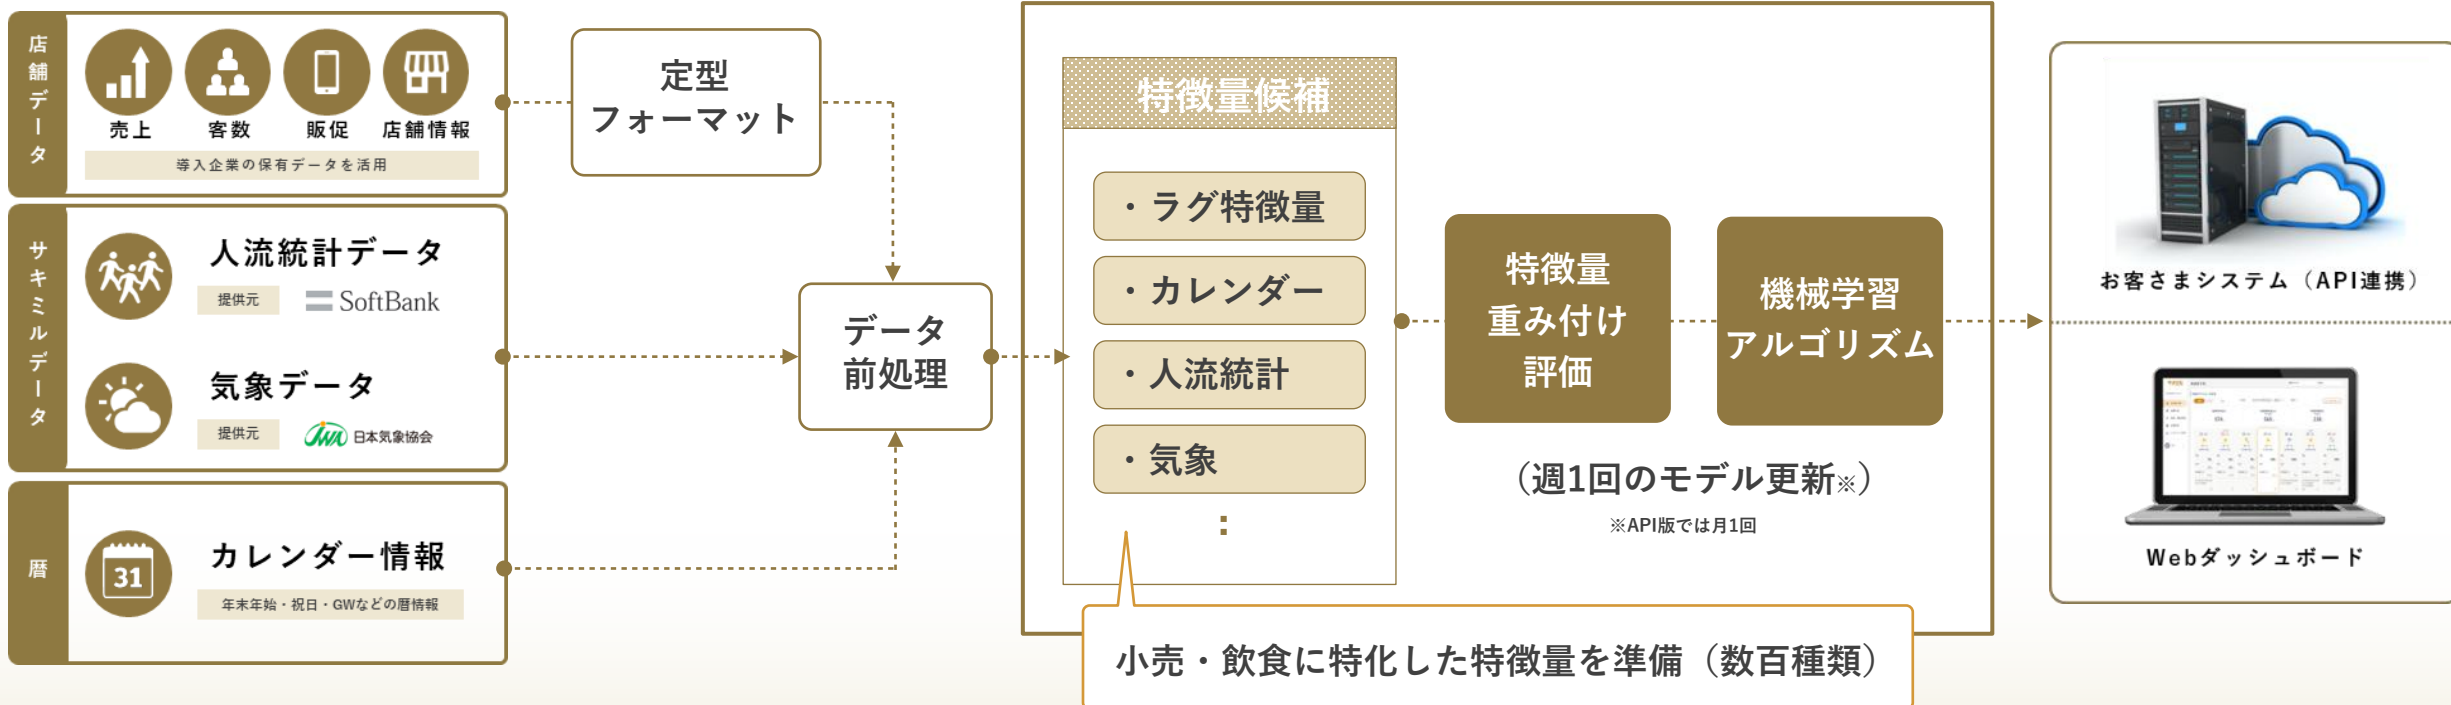 店舗データ
売上
客数
販促
店舗情報
導入企業の保有データを活用
サキミルデータ
人流統計データ
提供元
SoftBank
気象データ
提供元
JWA 日本気象協会
暦
31
カレンダー情報
年末年始・祝日・GWなどの暦情報
定型
フォーマット
データ
前処理
特徴量候補
・ラグ特徴量
・カレンダー
・人流統計
・気象
:
小売・飲食に特化した特徴量を準備（数百種類）
特徴量
重み付け
評価
機械学習
アルゴリズム
（週1回のモデル更新※）
※API版では月1回
お客さまシステム（API連携）
Webダッシュボード